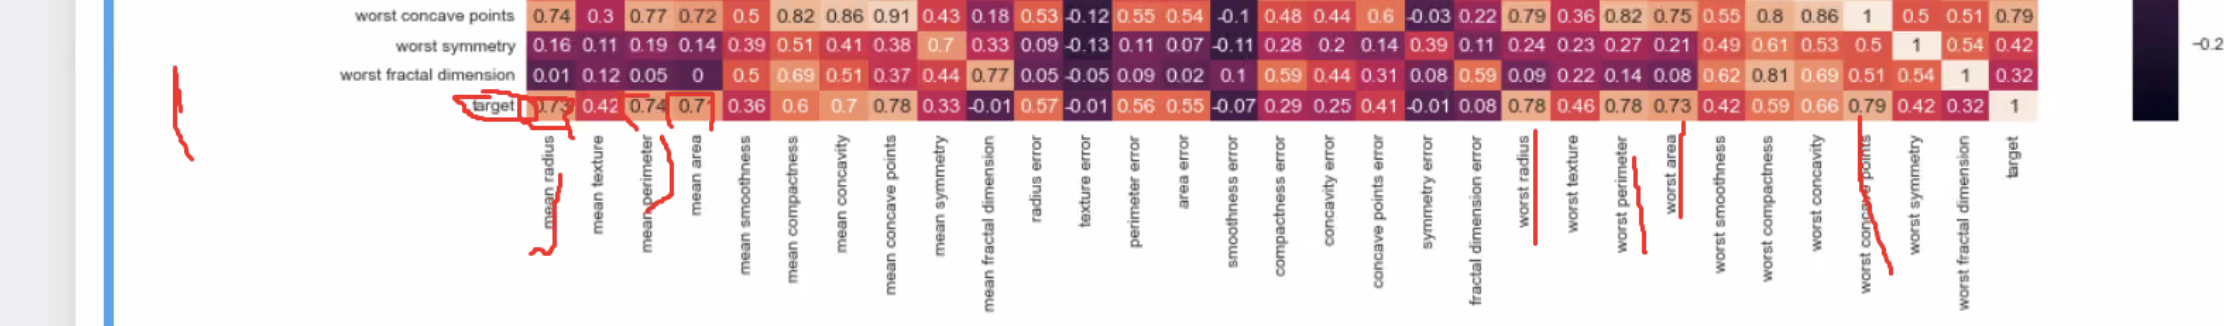 worst concave points 0.74 0.3 0.77 0.72 0.5 0.82 0.86 0.91 0.43 0.18 0.53 -0.12 0.55 0.54 -0.1 0.48 0.44 0.6 -0.03 0.22 0.79 0.36 0.82 0.75 0.55 0.8 0.86 1 0.5 0.51 0.79
worst symmetry 0.16 0.11 0.19 0.14 0.39 0.51 0.41 0.38 0.7 0.33 0.09 -0.13 0.11 0.07 -0.11 0.28 0.2 0.14 0.39 0.11 0.24 0.23 0.27 0.21 0.49 0.61 0.53 0.5 1 0.54 0.42
-0.2
worst fractal dimension 0.01 0.12 0.05 0 0.5 0.69 0.51 0.37 0.44 0.77 0.05 -0.05 0.09 0.02 0.1 0.59 0.44 0.31 0.08 0.59 0.09 0.22 0.14 0.08 0.62 0.81 0.69 0.51 0.54 1 0.32
target 0.73 0.42 0.74 0.71 0.36 0.6 0.7 0.78 0.33 -0.01 0.57 -0.01 0.56 0.55 -0.07 0.29 0.25 0.41 -0.01 0.08 0.78 0.46 0.78 0.73 0.42 0.59 0.66 0.79 0.42 0.32 1
mean radius
mean texture
mean perimeter
mean area
mean smoothness
mean compactness
mean concavity
mean concave points
mean symmetry
mean fractal dimension
radius error
texture error
perimeter error
area error
smoothness error
compactness error
concavity error
concave points error
symmetry error
fractal dimension error
worst radius
worst texture
worst perimeter
worst area
worst smoothness
worst compactness
worst concavity
worst concave points
worst symmetry
worst fractal dimension
target